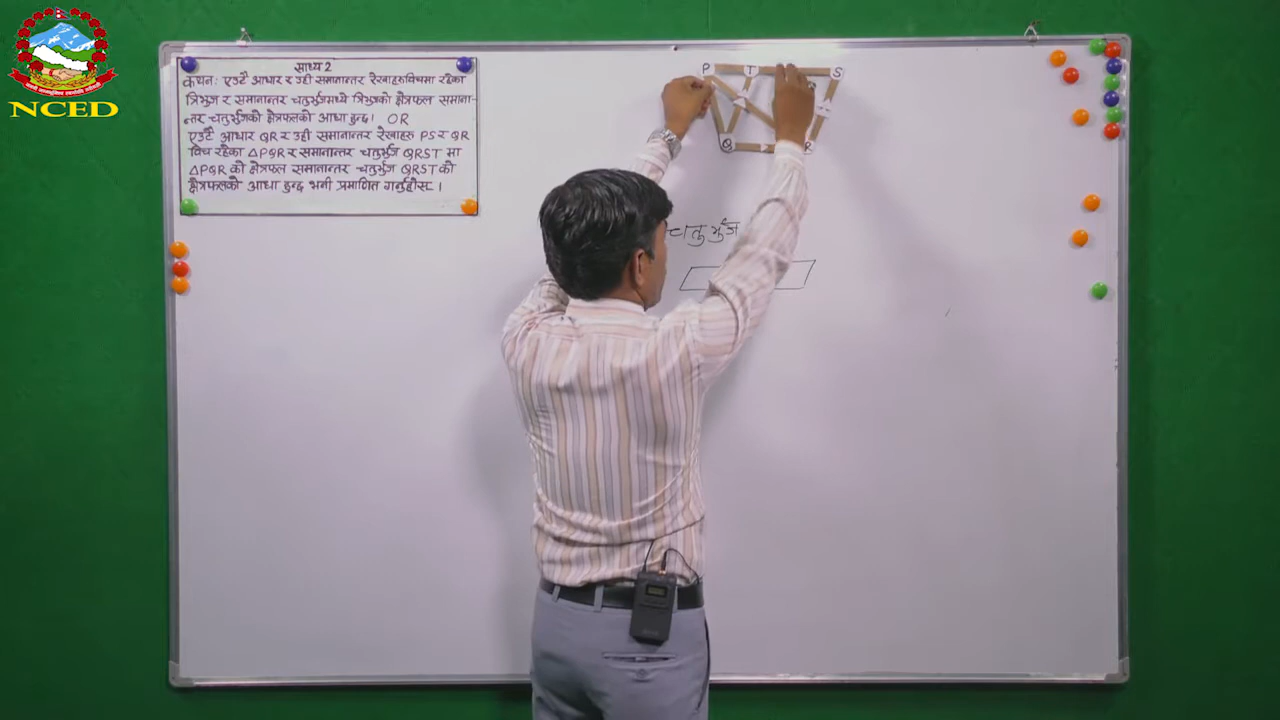 NCED
साध्य 2
कथन: एउटै आधार र उही समानान्तर रेखाहरुविचमा रहेका
त्रिभुज र समानान्तर चतुर्भुजमध्ये त्रिभुजको क्षेत्रफल समाना-
न्तर चतुर्भुजको क्षेत्रफलको आधा हुन्छ। OR
एउटै आधार QR र उही समानान्तर रेखाहरु PS र QR
विच रहेका △PQR र समानान्तर चतुर्भुज QRST मा
△PQR को क्षेत्रफल समानान्तर चतुर्भुज QRST को
क्षेत्रफलको आधा हुन्छ भनी प्रमाणित गर्नुहोस्।
P T S
Q R
चतुर्भुज